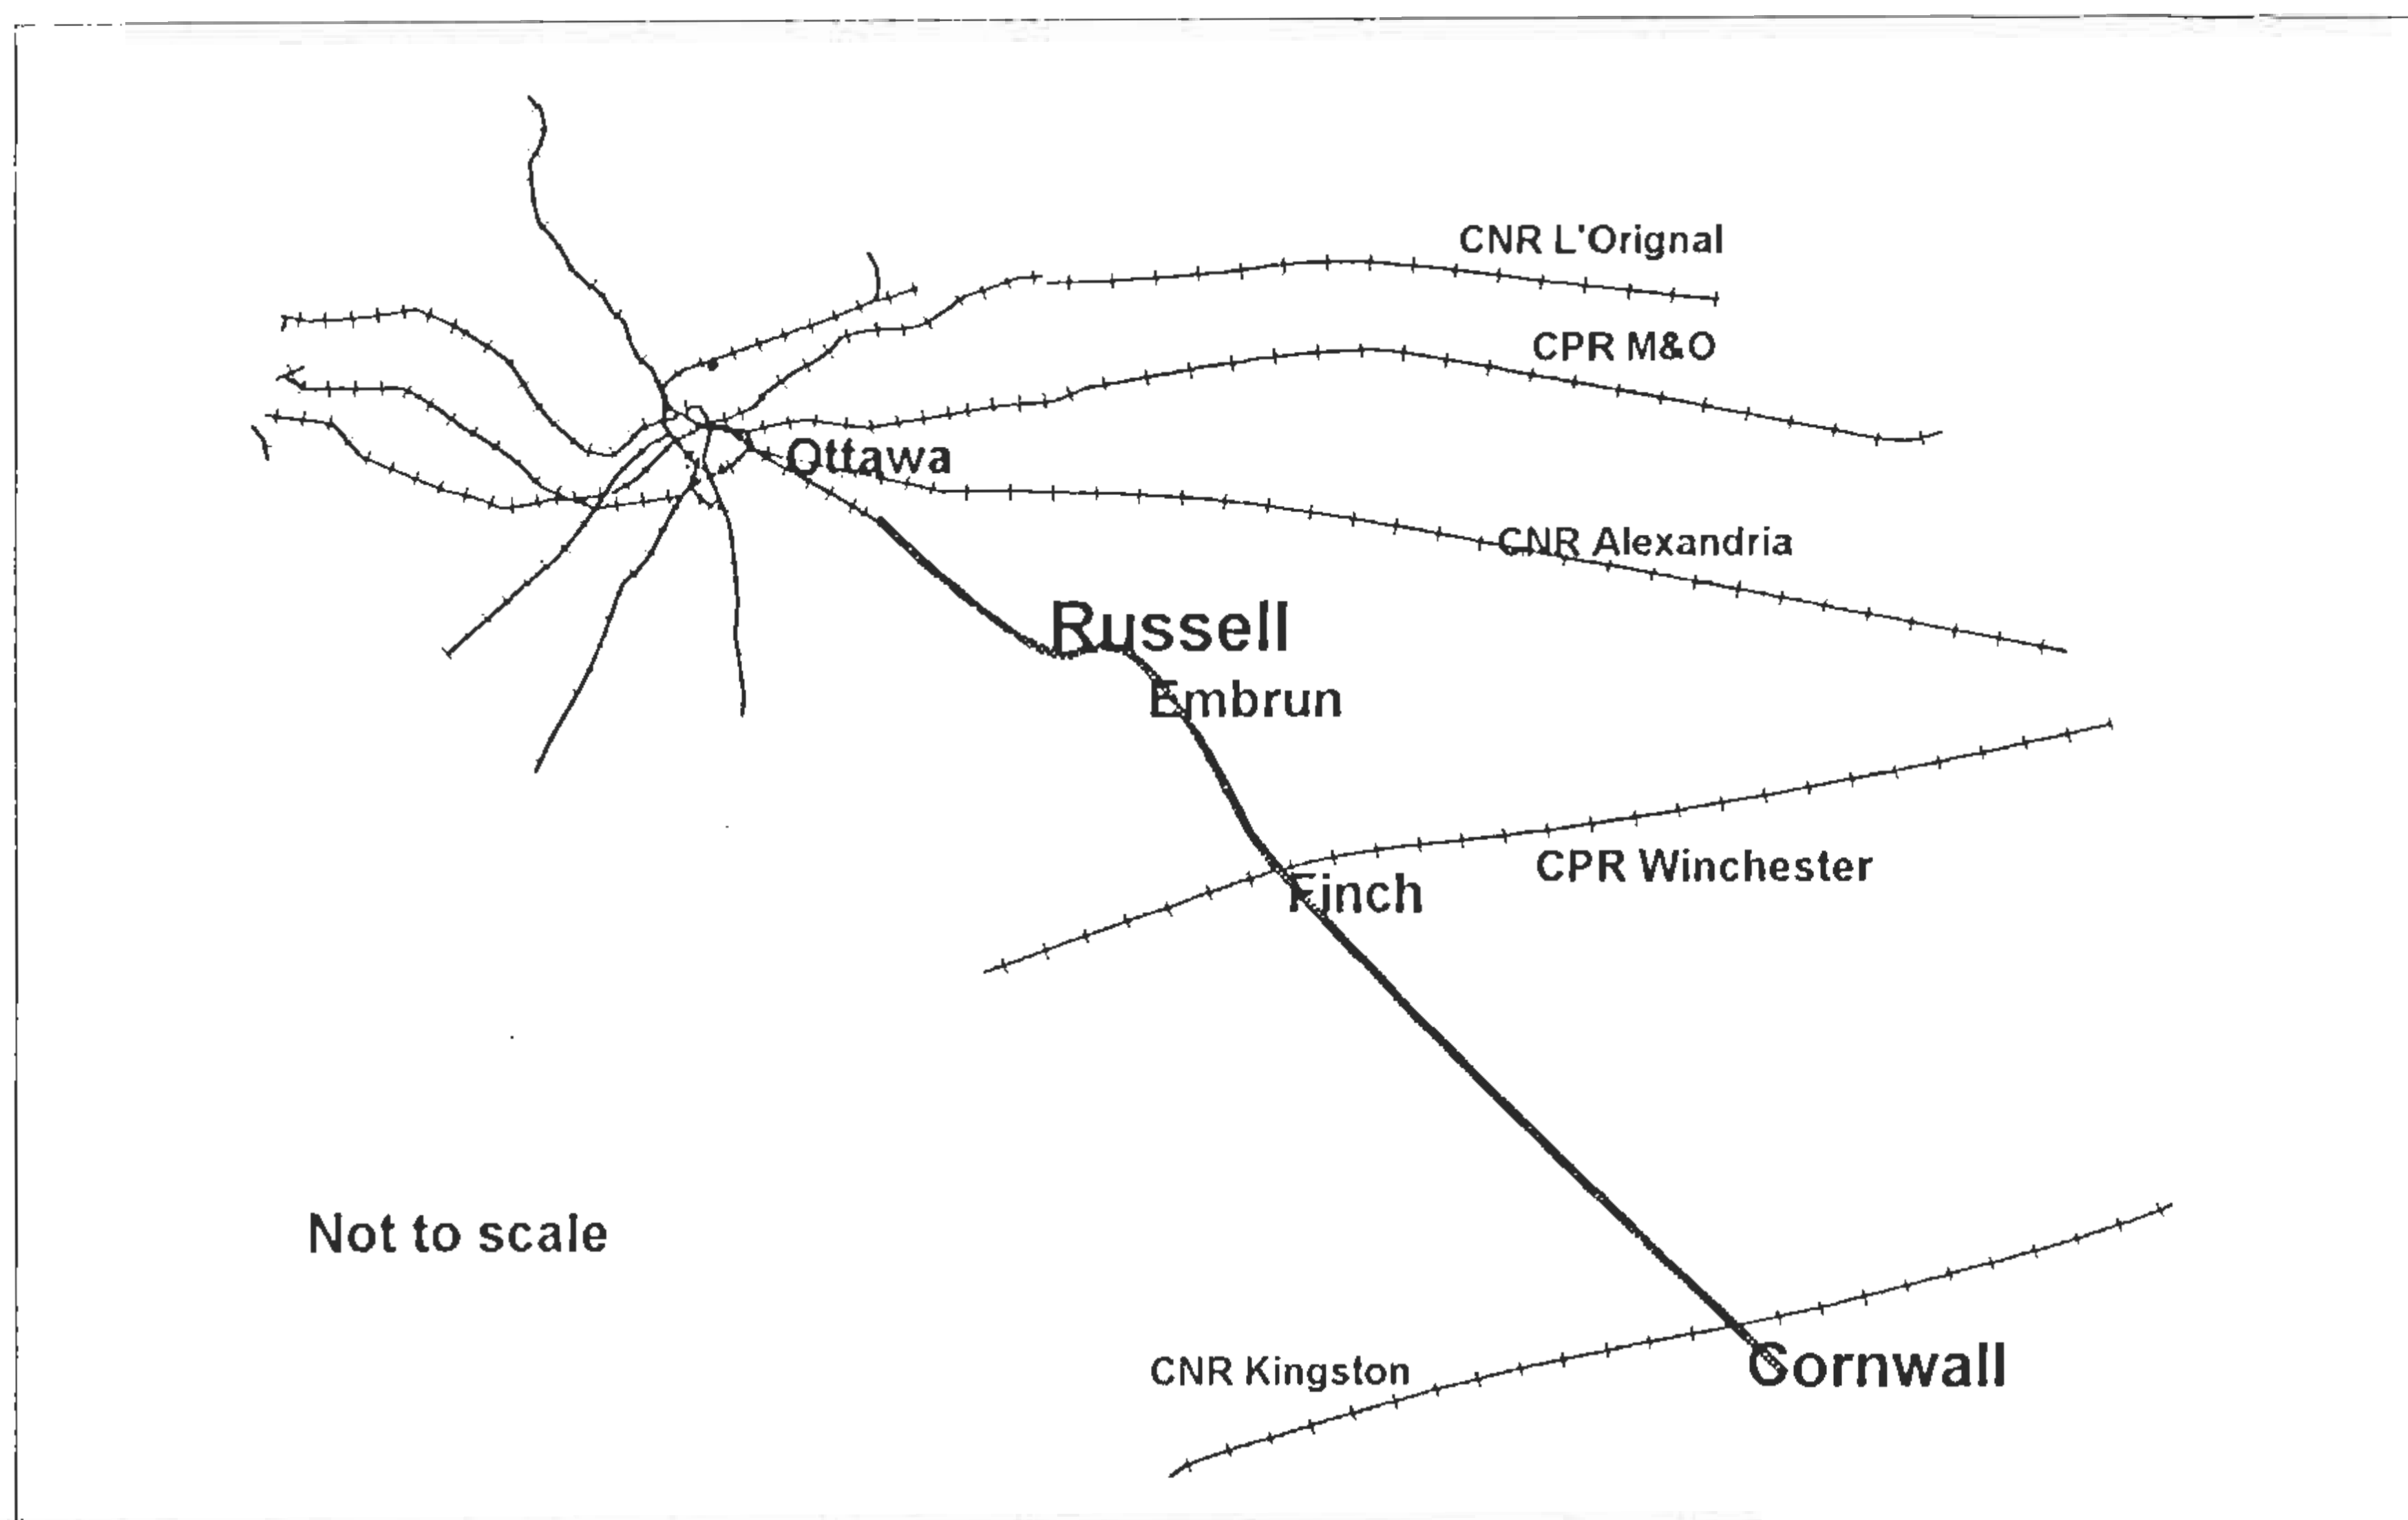 CNR L'Orignal
CPR M&O
Ottawa
CNR Alexandria
Russell
Embrun
CPR Winchester
Finch
Not to scale
CNR Kingston
Cornwall